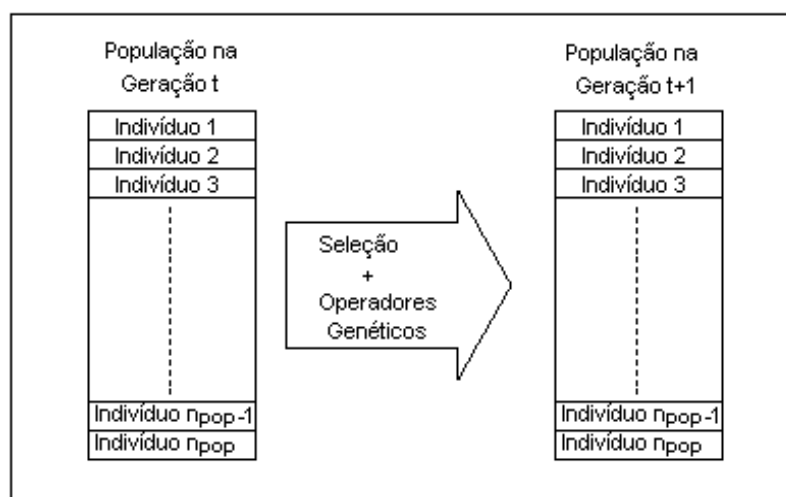 População na
Geração t
Indivíduo 1
Indivíduo 2
Indivíduo 3
Indivíduo npop-1
Indivíduo npop
Seleção
+
Operadores
Genéticos
População na
Geração t+1
Indivíduo 1
Indivíduo 2
Indivíduo 3
Indivíduo npop-1
Indivíduo npop